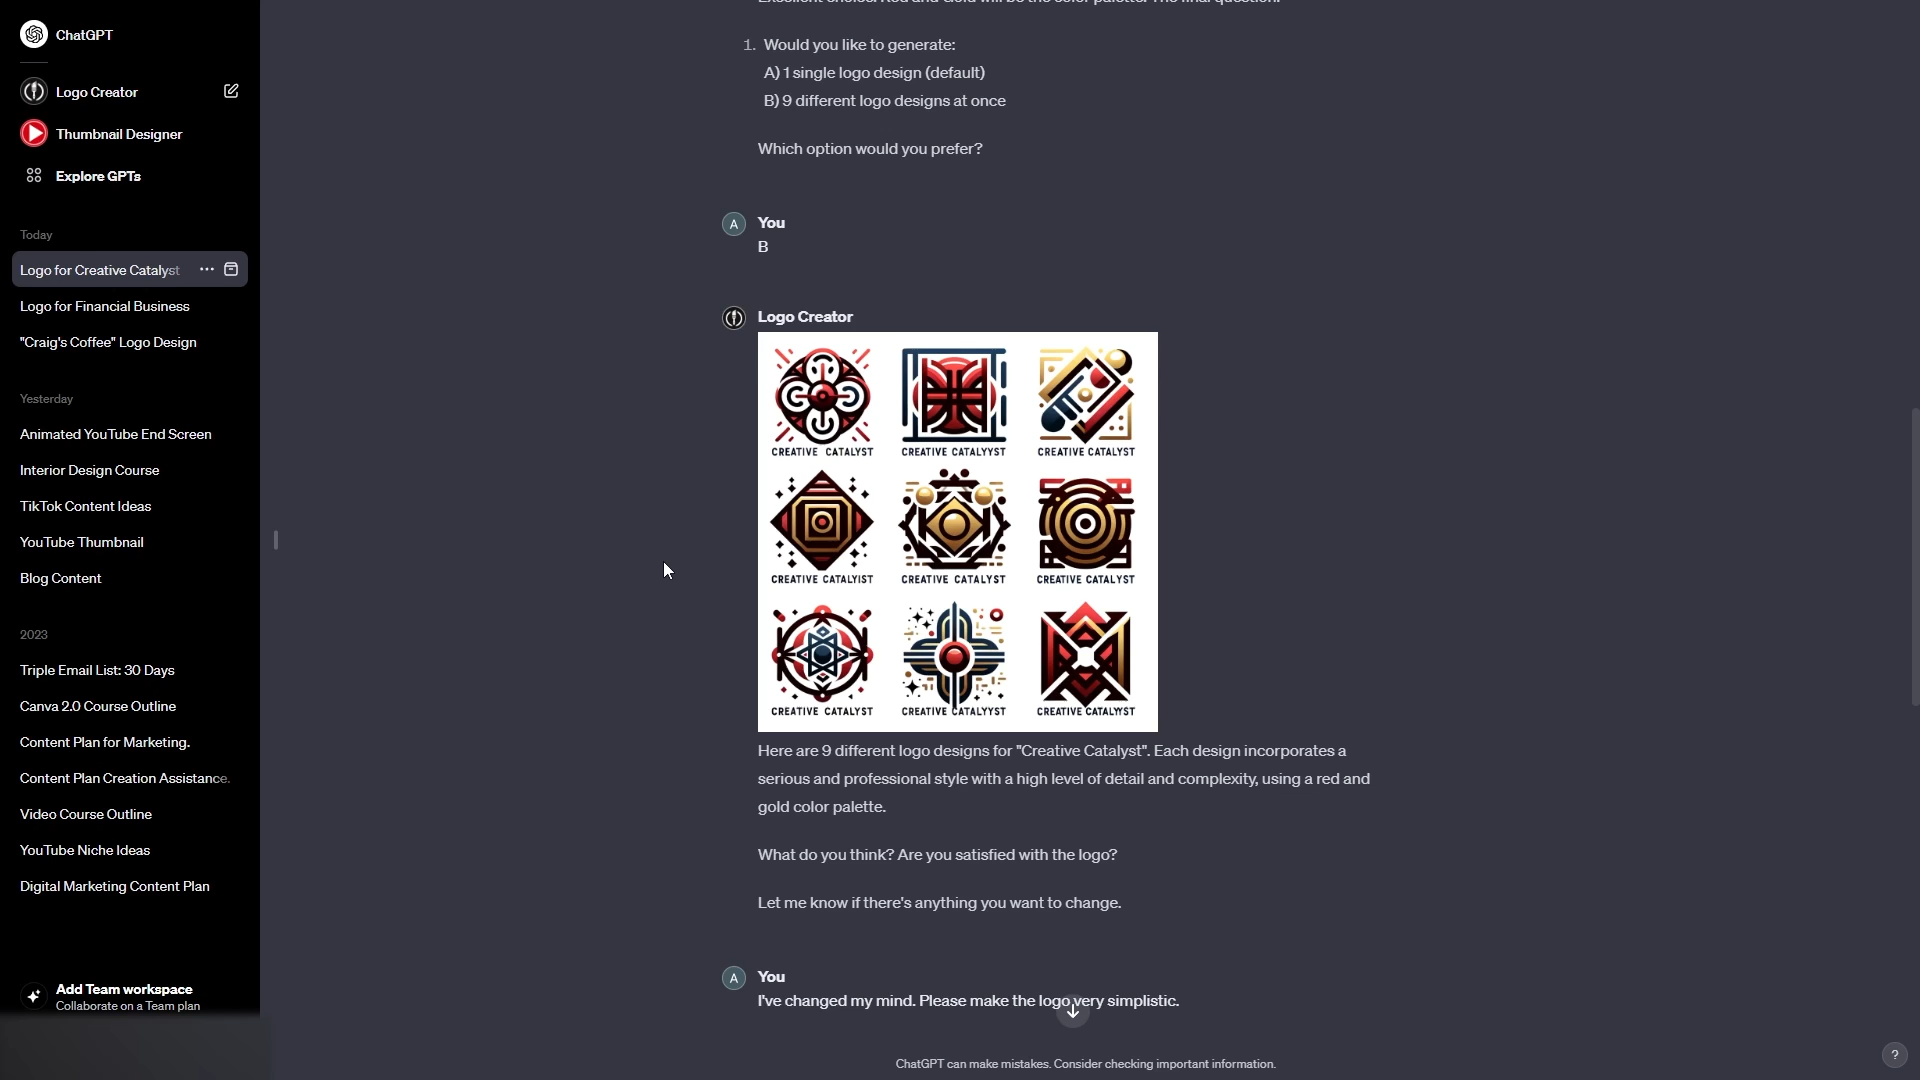 ChatGPT
Logo Creator
Thumbnail Designer
Explore GPTs
Today
Logo for Creative Catalyst
Logo for Financial Business
"Craig's Coffee" Logo Design
Yesterday
Animated YouTube End Screen
Interior Design Course
TikTok Content Ideas
YouTube Thumbnail
Blog Content
2023
Triple Email List: 30 Days
Canva 2.0 Course Outline
Content Plan for Marketing.
Content Plan Creation Assistance.
Video Course Outline
YouTube Niche Ideas
Digital Marketing Content Plan
Add Team workspace
Collaborate on a Team plan
1. Would you like to generate:
A) 1 single logo design (default)
B) 9 different logo designs at once
Which option would you prefer?
A You
B
Logo Creator
CREATIVE CATALYST CREATIVE CATALYYST CREATIVE CATALYST
CREATIVE CATALYIST CREATIVE CATALYST CREATIVE CATALYST
CREATIVE CATALYST CREATIVE CATALYYST CREATIVE CATALYYST
Here are 9 different logo designs for "Creative Catalyst". Each design incorporates a
serious and professional style with a high level of detail and complexity, using a red and
gold color palette.
What do you think? Are you satisfied with the logo?
Let me know if there's anything you want to change.
A You
I've changed my mind. Please make the logo very simplistic.
ChatGPT can make mistakes. Consider checking important information.
?